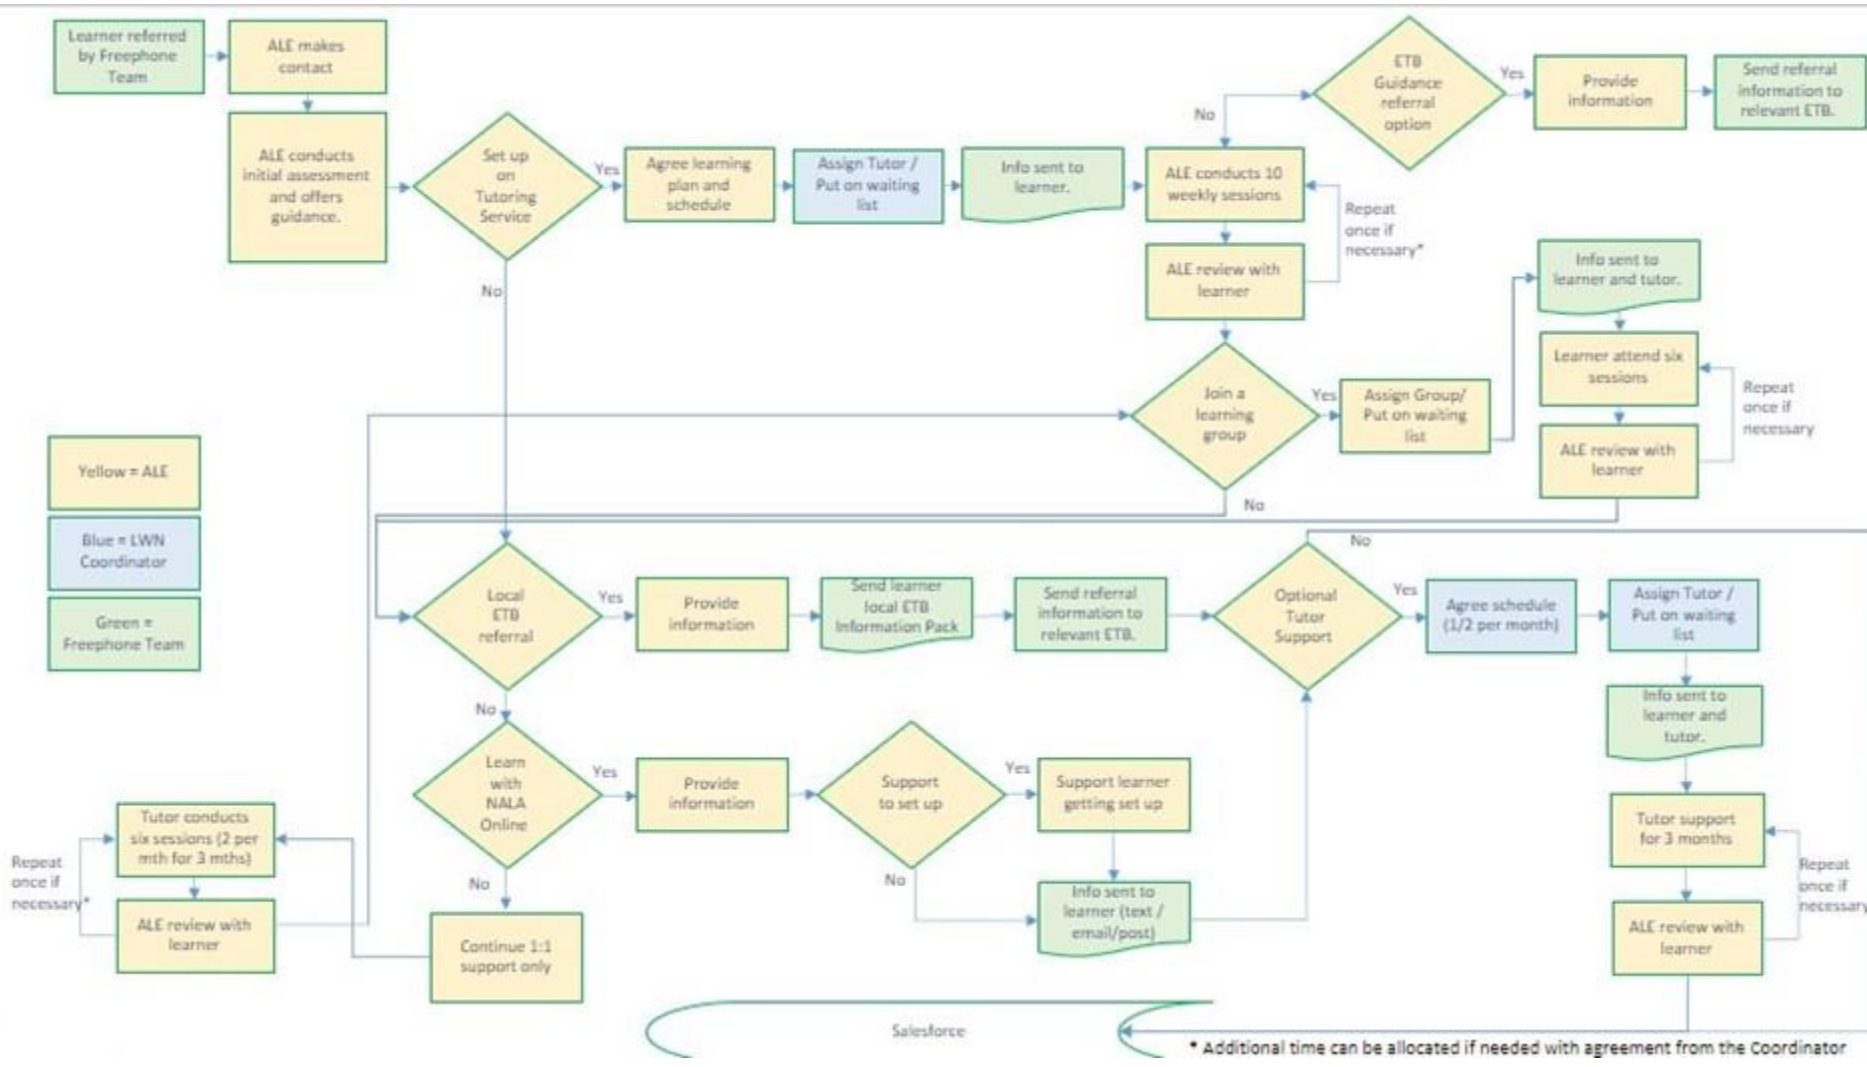 Learner referred
by Freephone
Team
ALE makes
contact
ALE conducts
initial assessment
and offers
guidance.
Set up
on
Tutoring
Service
Yes
No
Agree learning
plan and
schedule
Assign Tutor /
Put on waiting
list
Info sent to
learner.
ALE conducts 10
weekly sessions
ALE review with
learner
Repeat
once if
necessary*
No
ETB
Guidance
referral
option
Yes
Provide
information
Send referral
information to
relevant ETB.
Join a
learning
group
Yes
No
Assign Group/
Put on waiting
list
Info sent to
learner and tutor.
Learner attend six
sessions
ALE review with
learner
Repeat
once if
necessary
Yellow = ALE
Blue = LWN
Coordinator
Green =
Freephone Team
Local
ETB
referral
Yes
No
Provide
information
Send learner
local ETB
Information Pack
Send referral
information to
relevant ETB.
Optional
Tutor
Support
No
Yes
Agree schedule
(1/2 per month)
Assign Tutor /
Put on waiting
list
Info sent to
learner and
tutor.
Tutor support
for 3 months
ALE review with
learner
Repeat
once if
necessary
Learn
with
NALA
Online
Yes
No
Provide
information
Support
to set up
Yes
No
Support learner
getting set up
Info sent to
learner (text /
email/post)
Continue 1:1
support only
Tutor conducts
six sessions (2 per
mth for 3 mths)
ALE review with
learner
Repeat
once if
necessary*
Salesforce
* Additional time can be allocated if needed with agreement from the Coordinator